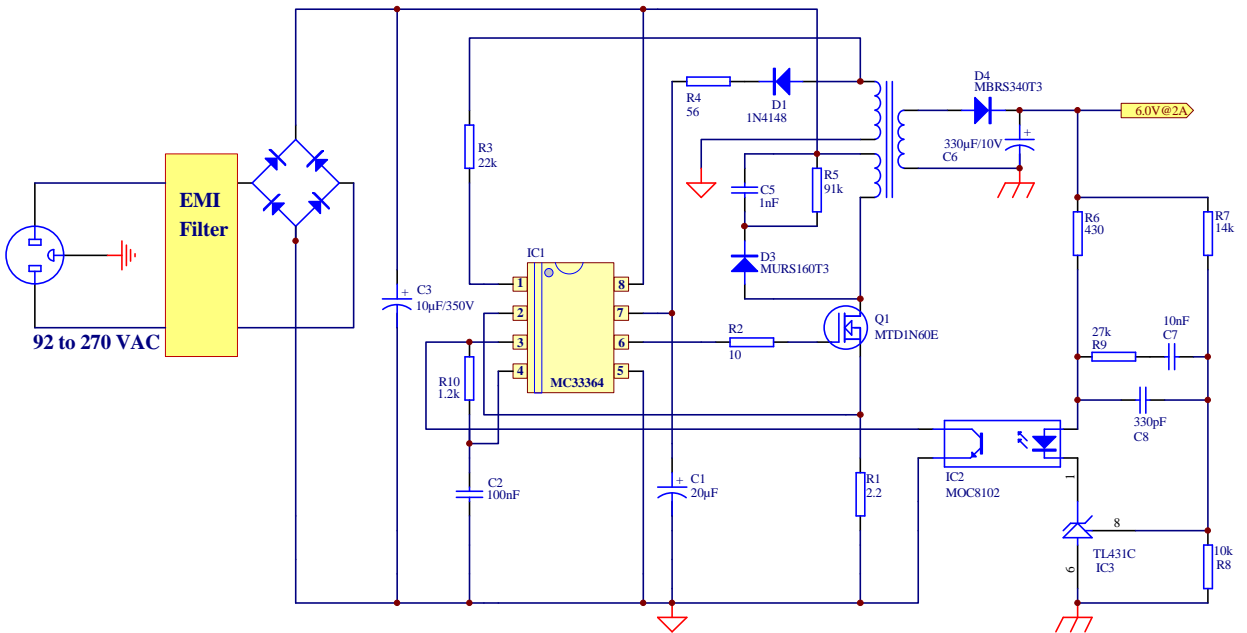 D4
MBRS340T3
6.0V@2A
R4
56
D1
1N4148
330µF/10V
C6
R3
22k
EMI
Filter
C5
1nF
R5
91k
R6
430
R7
14k
IC1
D3
MURS160T3
C3
10µF/350V
1
2
3
4
8
7
6
5
MC33364
Q1
MTD1N60E
R2
10
92 to 270 VAC
27k
R9
10nF
C7
R10
1.2k
330pF
C8
IC2
MOC8102
C2
100nF
C1
20µF
R1
2.2
1
8
6
TL431C
IC3
10k
R8